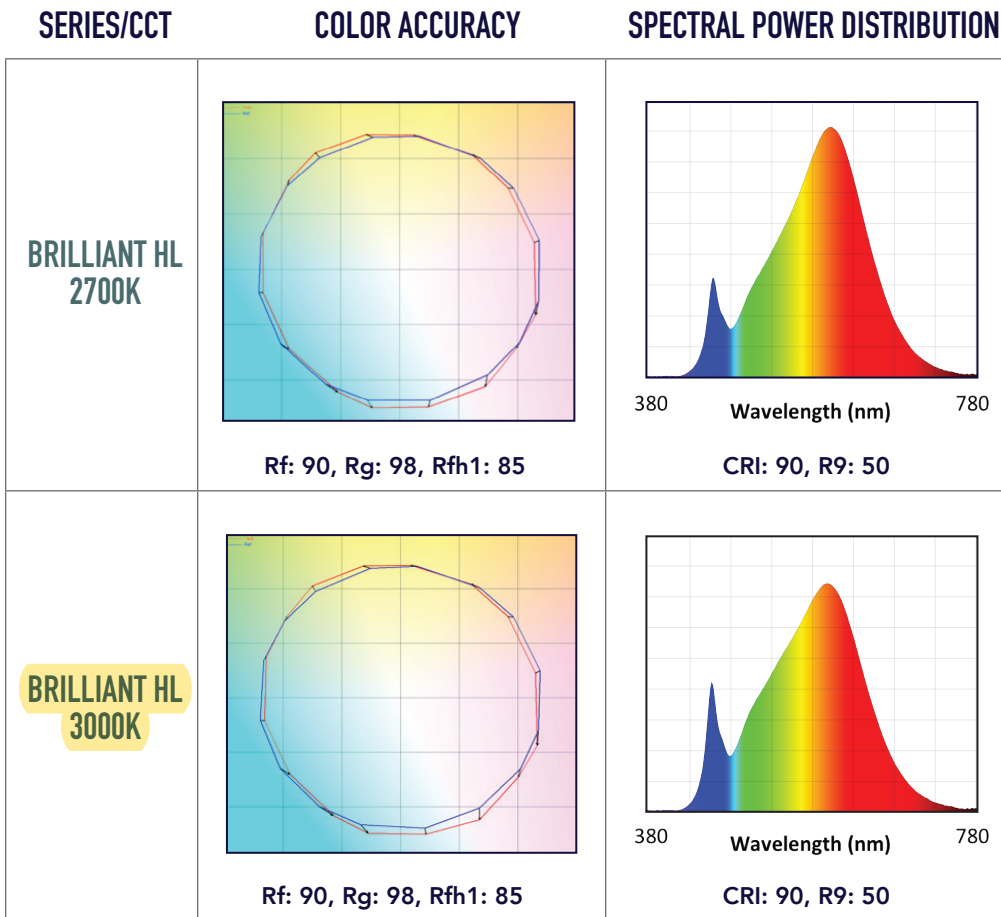 SERIES/CCT
COLOR ACCURACY
SPECTRAL POWER DISTRIBUTION
BRILLIANT HL
2700K
380
Wavelength (nm)
780
Rf: 90, Rg: 98, Rfh1: 85
CRI: 90, R9: 50
BRILLIANT HL
3000K
380
Wavelength (nm)
780
Rf: 90, Rg: 98, Rfh1: 85
CRI: 90, R9: 50